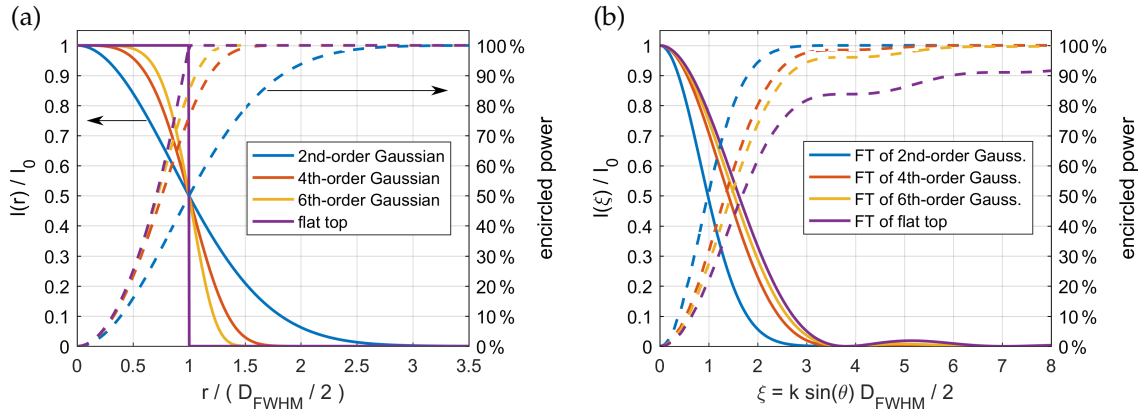 (a)
I(r) / I0
1
0.9
0.8
0.7
0.6
0.5
0.4
0.3
0.2
0.1
0
2nd-order Gaussian
4th-order Gaussian
6th-order Gaussian
flat top
100 %
90 %
80 %
70 %
60 %
50 %
40 %
30 %
20 %
10 %
0 %
encircled power
0 0.5 1 1.5 2 2.5 3 3.5
r / ( D_FWHM / 2 )
(b)
I(ξ) / I0
1
0.9
0.8
0.7
0.6
0.5
0.4
0.3
0.2
0.1
0
FT of 2nd-order Gauss.
FT of 4th-order Gauss.
FT of 6th-order Gauss.
FT of flat top
100 %
90 %
80 %
70 %
60 %
50 %
40 %
30 %
20 %
10 %
0 %
encircled power
0 1 2 3 4 5 6 7 8
ξ = k sin(θ) D_FWHM / 2